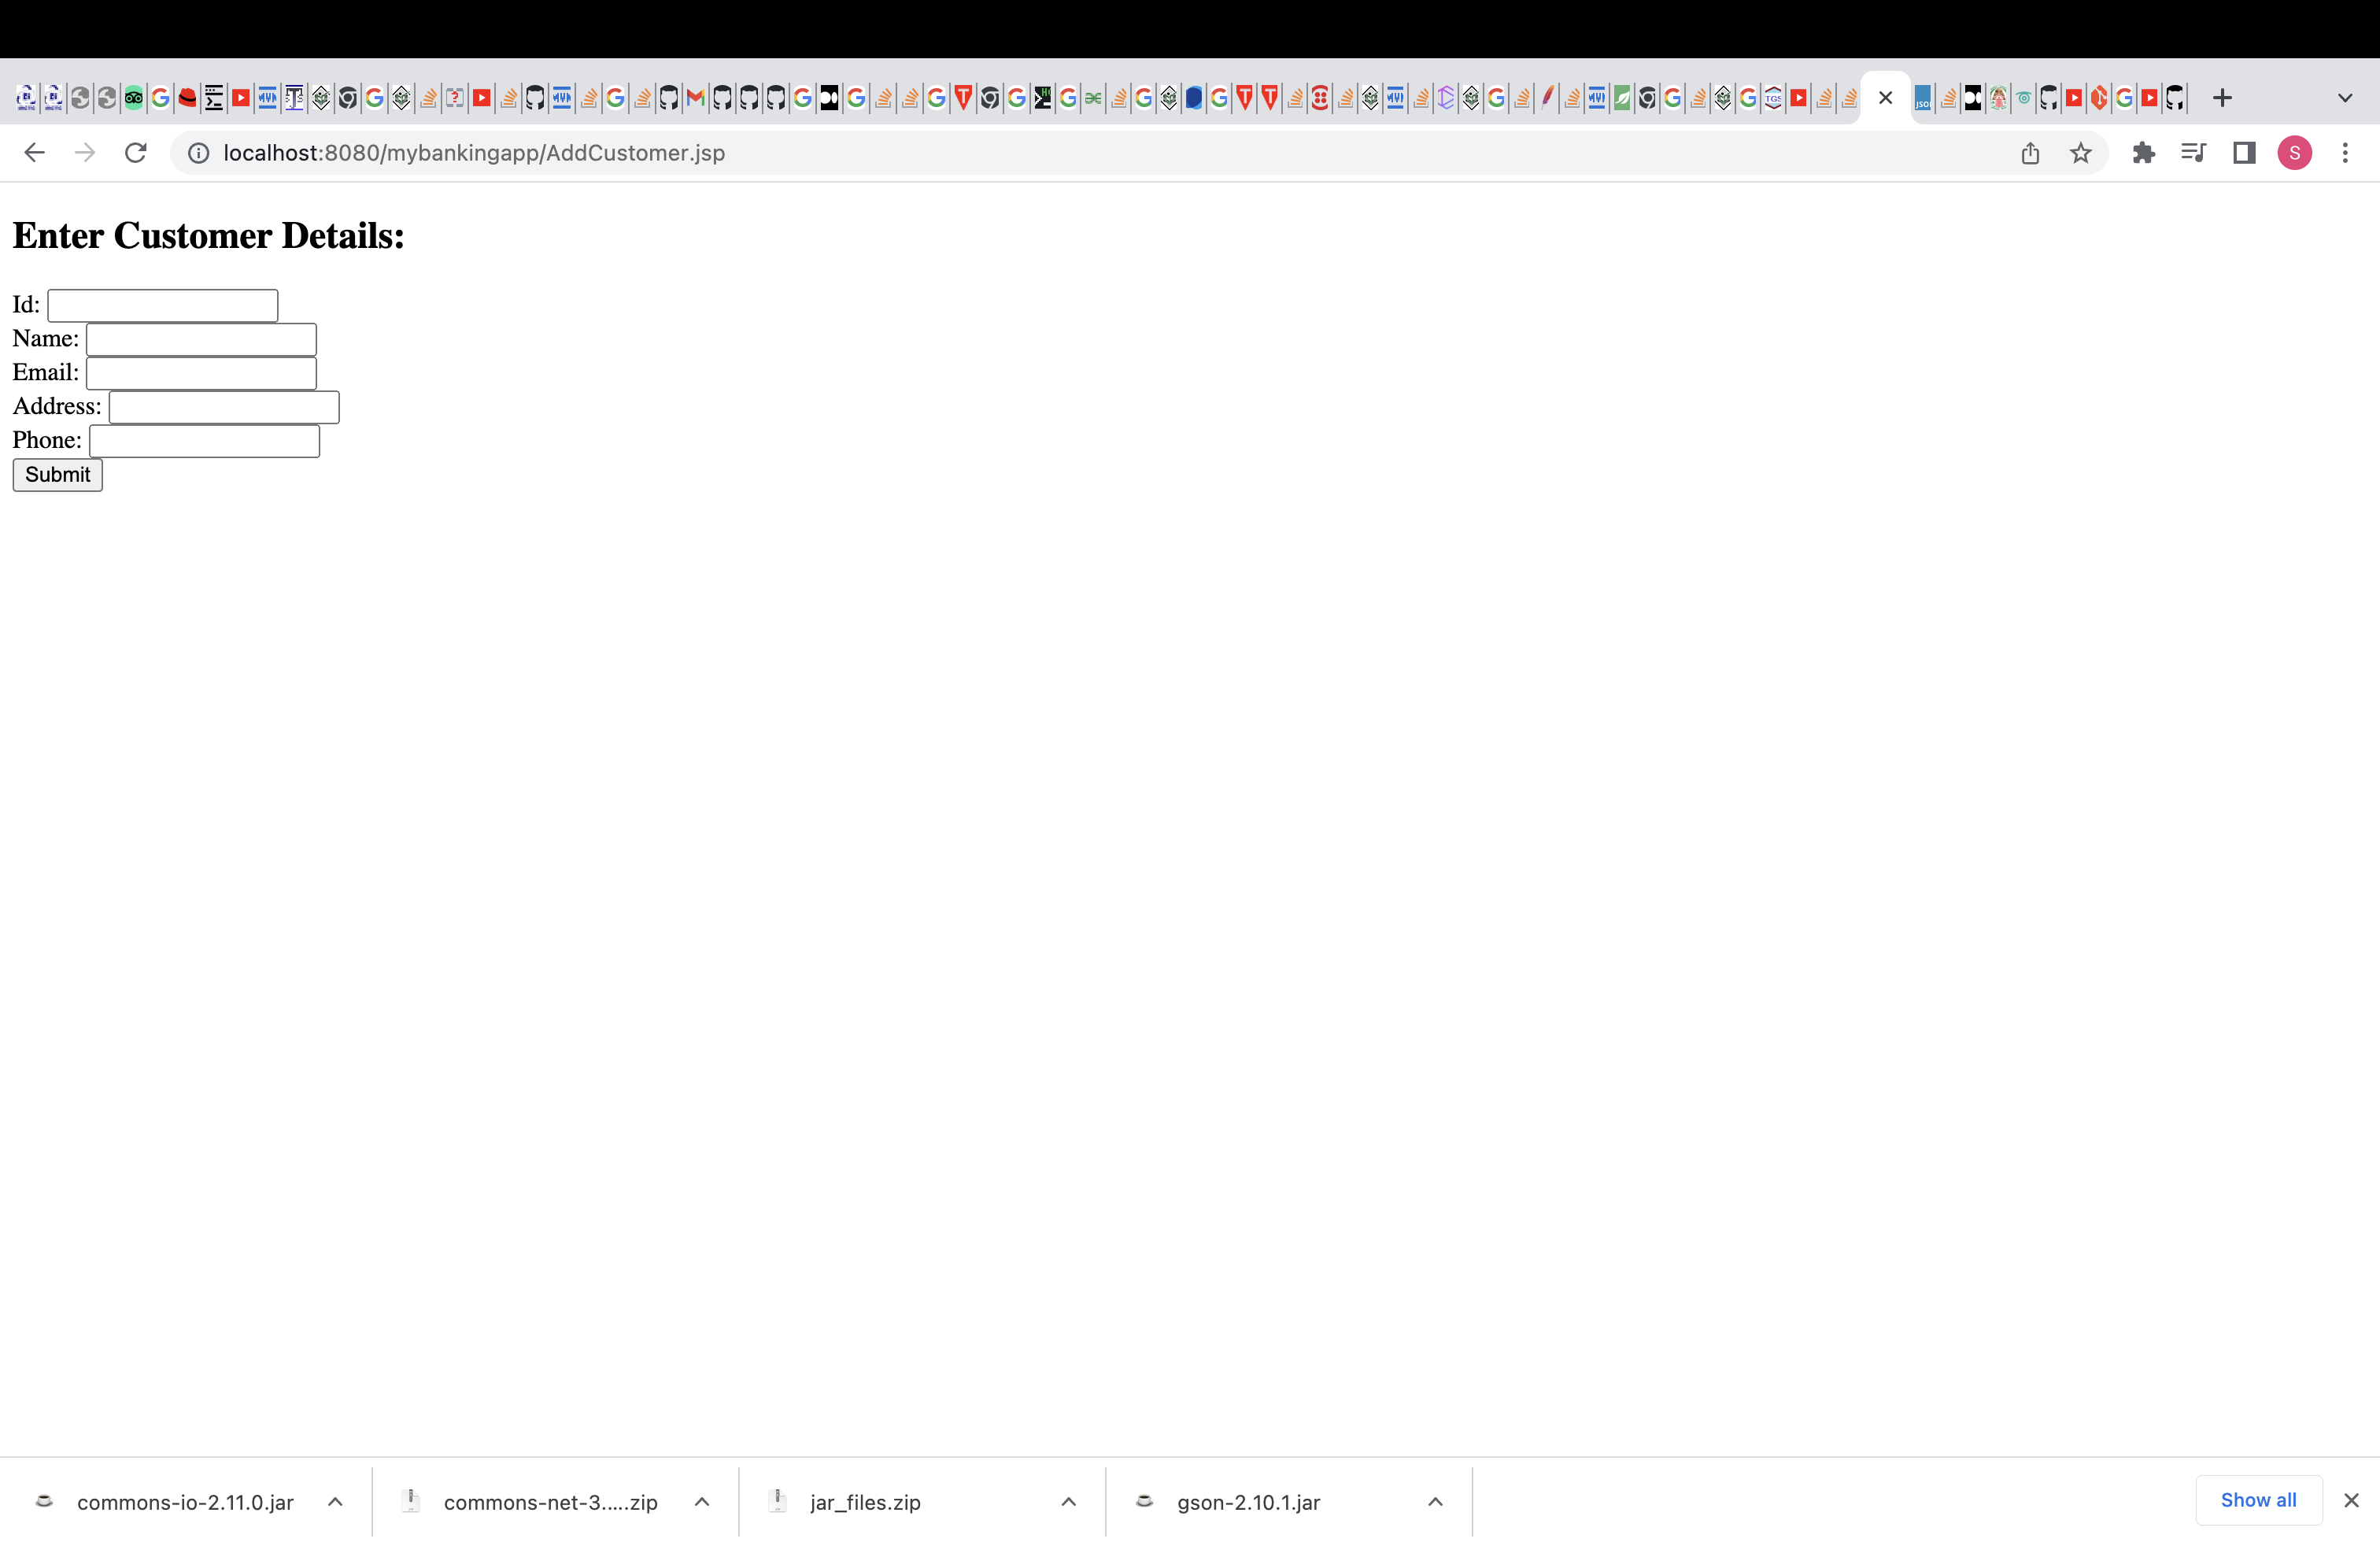 localhost:8080/mybankingapp/AddCustomer.jsp
S
Enter Customer Details:
Id:
Name:
Email:
Address:
Phone:
Submit
commons-io-2.11.0.jar
commons-net-3.....zip
jar_files.zip
gson-2.10.1.jar
Show all